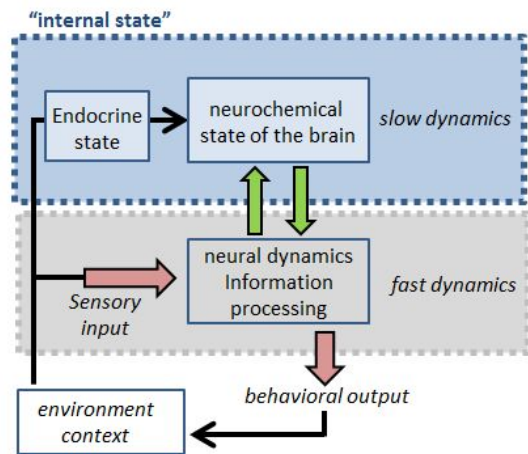 “internal state”
Endocrine
state
neurochemical
state of the brain
slow dynamics
neural dynamics
Information
processing
fast dynamics
Sensory
input
behavioral output
environment
context